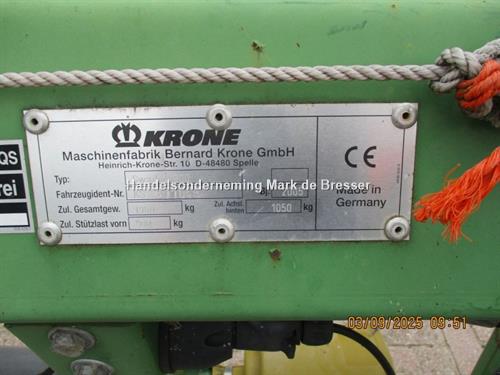 KRONE
Maschinenfabrik Bernard Krone GmbH
Heinrich-Krone-Str. 10 D-48480 Spelle
CE
Typ
Handelsonderneming Mark de Bresser
Fahrzeugident-Nr. 2005
Made in
Germany
Zul. Gesamtgew. kg Zul. Achsl. hinten 1050 kg
Zul. Stützlast vorn kg
QS
rei
03/09/2025 09:51